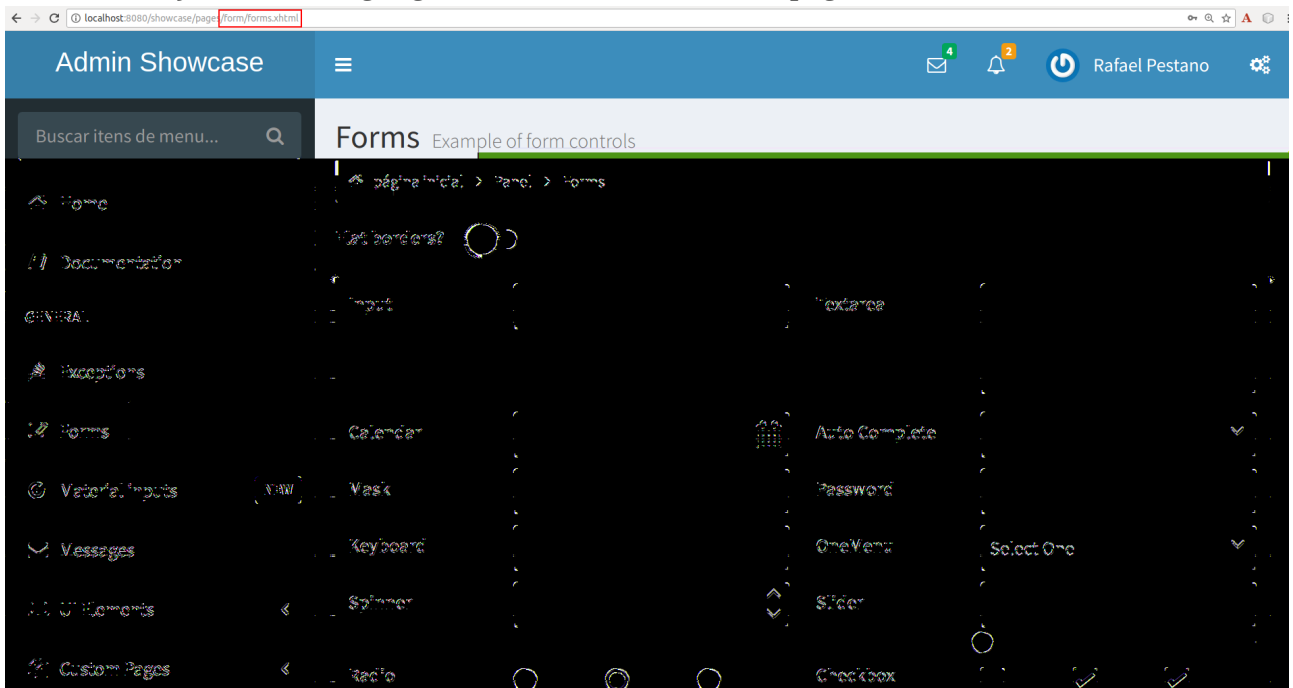 localhost:8080/showcase/pages/form/forms.xhtml
A
Admin Showcase
4
2
Rafael Pestano
Buscar itens de menu...
Forms Example of form controls
página inicial > Panel > Forms
Home
Flat borders?
Documentation
Input
Textarea
GENERAL
Exceptions
Forms
Calendar
Auto Complete
Material inputs
NEW
Mask
Password
Messages
Keyboard
OneMenu
Select One
UI Elements
Spinner
Slider
Custom Pages
Radio
Checkbox